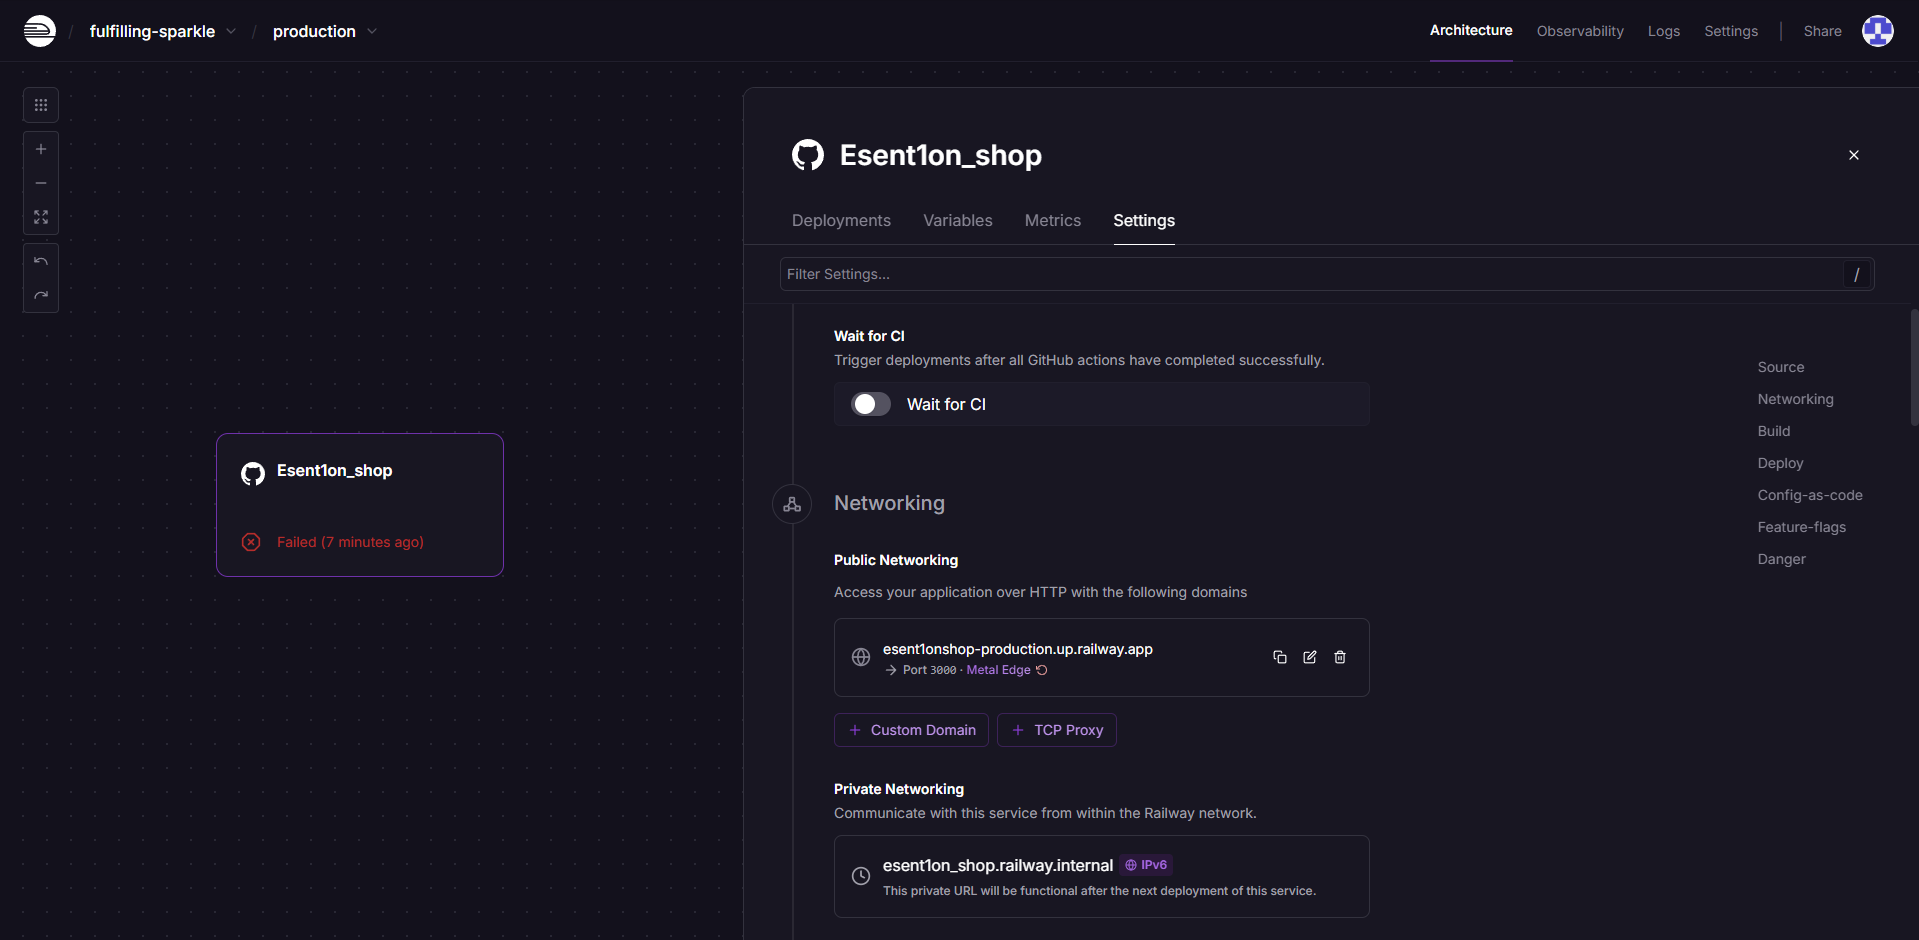 / fulfilling-sparkle / production
Architecture Observability Logs Settings Share
Esent1on_shop
Deployments Variables Metrics Settings
Filter Settings... /
Wait for CI
Trigger deployments after all GitHub actions have completed successfully.
Wait for CI
Source
Networking
Build
Deploy
Config-as-code
Feature-flags
Danger
Esent1on_shop
Failed (7 minutes ago)
Networking
Public Networking
Access your application over HTTP with the following domains
esent1onshop-production.up.railway.app
→ Port 3000 · Metal Edge
+ Custom Domain + TCP Proxy
Private Networking
Communicate with this service from within the Railway network.
esent1on_shop.railway.internal IPv6
This private URL will be functional after the next deployment of this service.